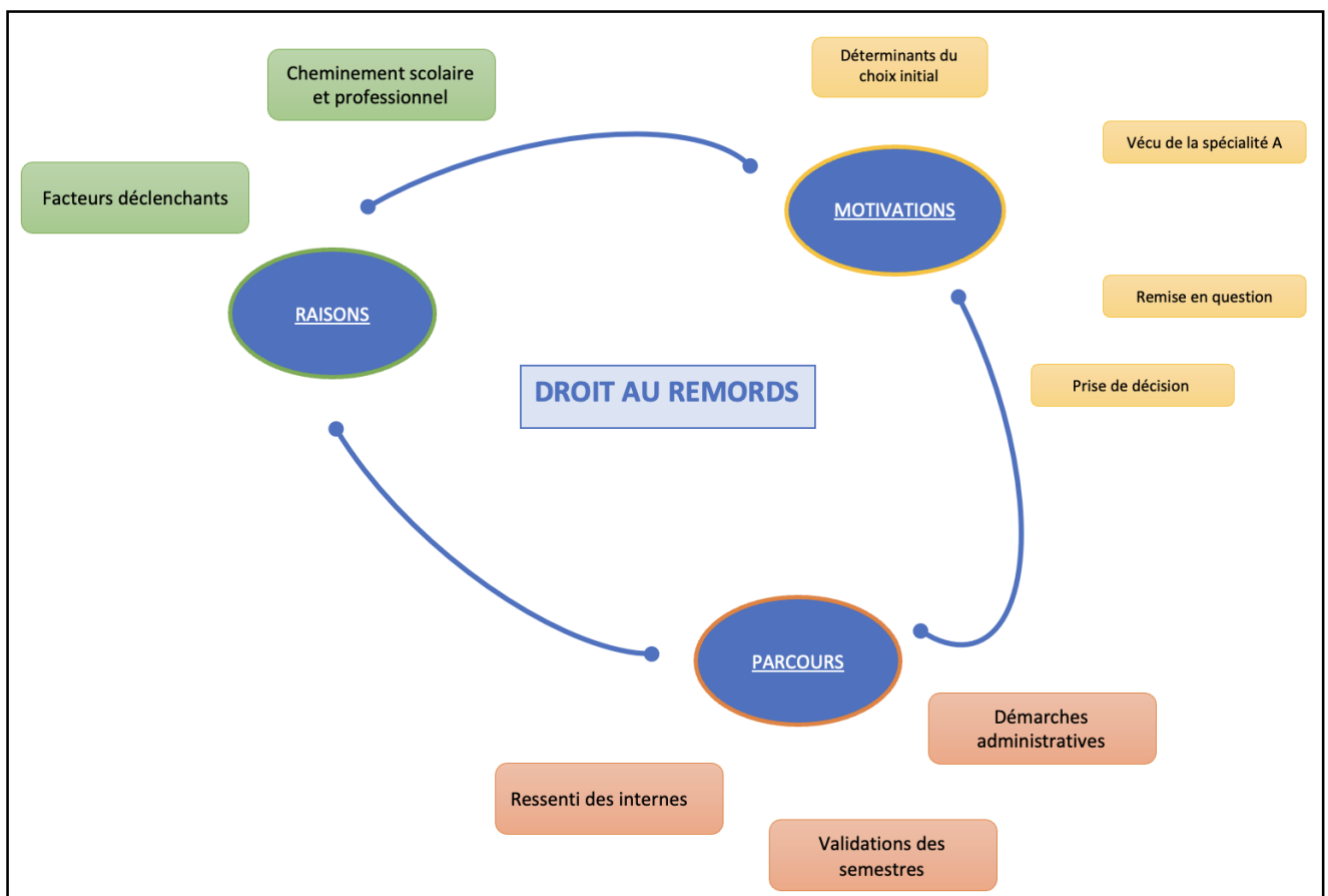 Déterminants du
choix initial
Cheminement scolaire
et professionnel
Vécu de la spécialité A
Facteurs déclenchants
MOTIVATIONS
Remise en question
RAISONS
DROIT AU REMORDS
Prise de décision
PARCOURS
Démarches
administratives
Ressenti des internes
Validations des
semestres